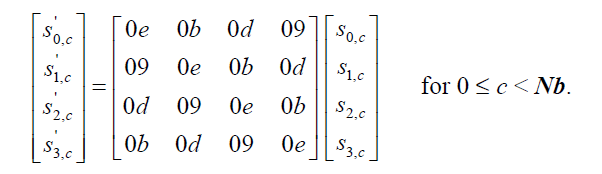 s'0,c 0e 0b 0d 09 s0,c
s'1,c 09 0e 0b 0d s1,c
= for 0 ≤ c < Nb.
s'2,c 0d 09 0e 0b s2,c
s'3,c 0b 0d 09 0e s3,c